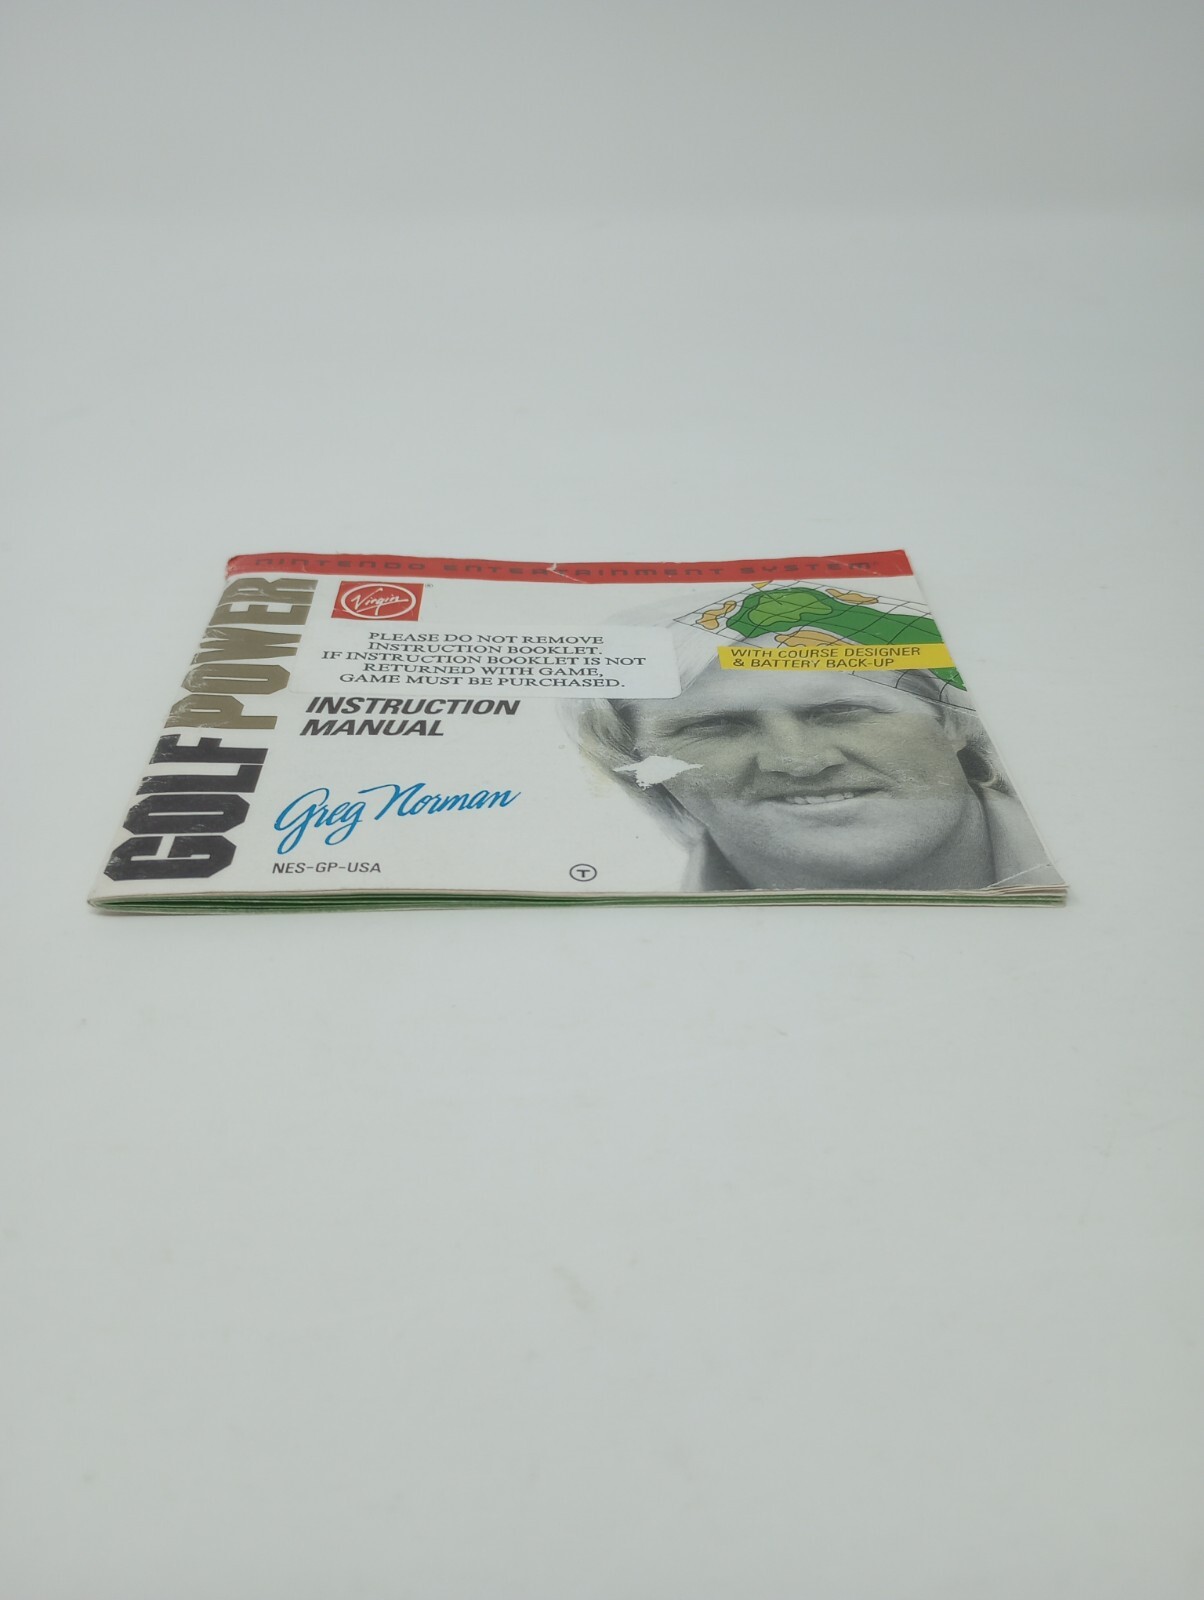 NINTENDO ENTERTAINMENT SYSTEM
GOLF POWER
Virgin
®
PLEASE DO NOT REMOVE
INSTRUCTION BOOKLET.
IF INSTRUCTION BOOKLET IS NOT
RETURNED WITH GAME,
GAME MUST BE PURCHASED.
WITH COURSE DESIGNER
& BATTERY BACK-UP
INSTRUCTION
MANUAL
Greg Norman
NES-GP-USA
T